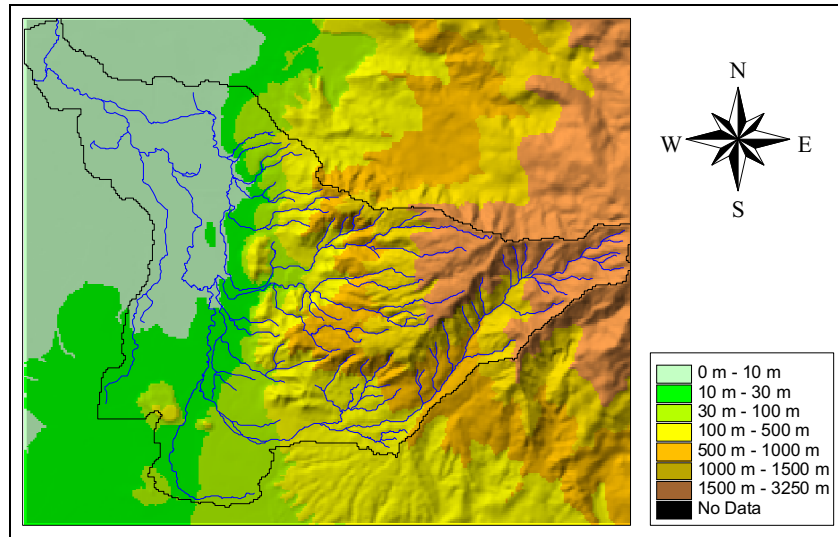 N
W E
S
0 m - 10 m
10 m - 30 m
30 m - 100 m
100 m - 500 m
500 m - 1000 m
1000 m - 1500 m
1500 m - 3250 m
No Data